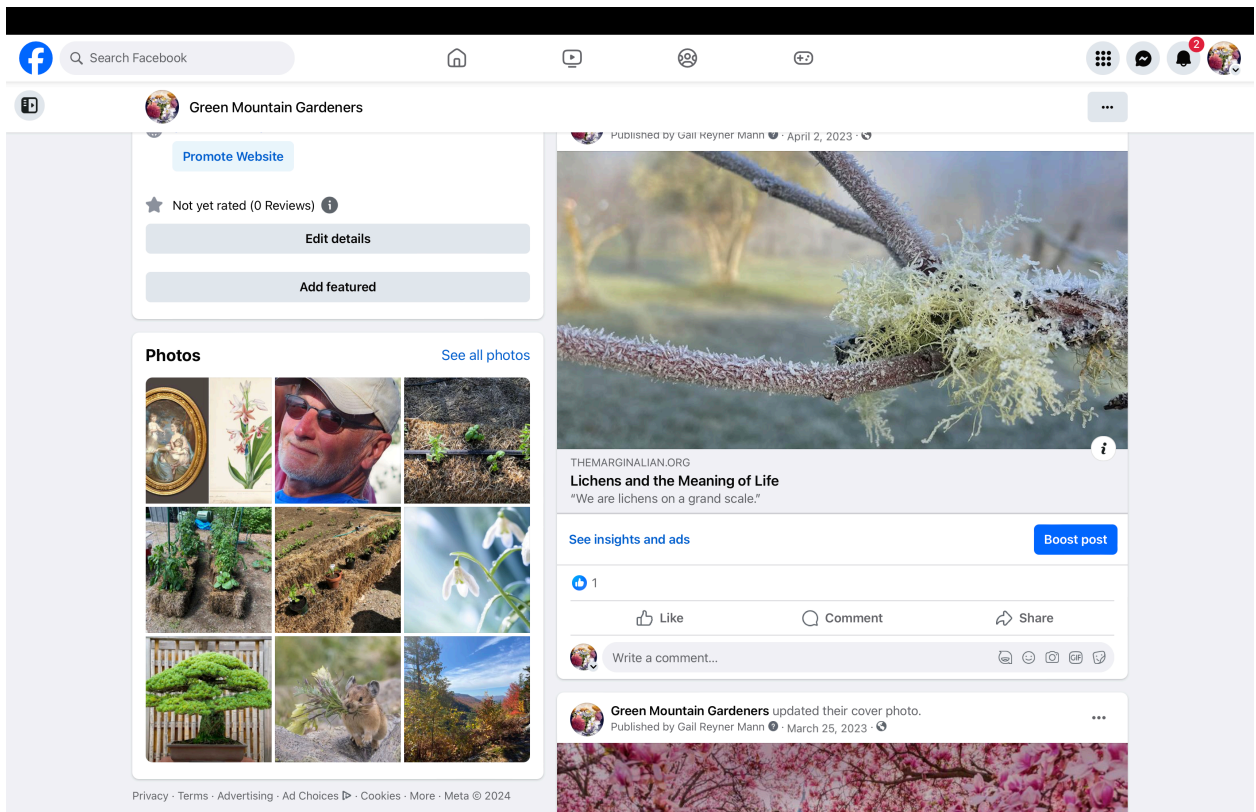 Search Facebook
2
Green Mountain Gardeners
Promote Website
Not yet rated (0 Reviews)
Edit details
Add featured
Photos
See all photos
Privacy · Terms · Advertising · Ad Choices · Cookies · More · Meta © 2024
Published by Gail Reyner Mann · April 2, 2023 ·
THEMARGINALIAN.ORG
Lichens and the Meaning of Life
"We are lichens on a grand scale."
See insights and ads
Boost post
1
Like
Comment
Share
Write a comment...
GIF
Green Mountain Gardeners updated their cover photo.
Published by Gail Reyner Mann · March 25, 2023 ·